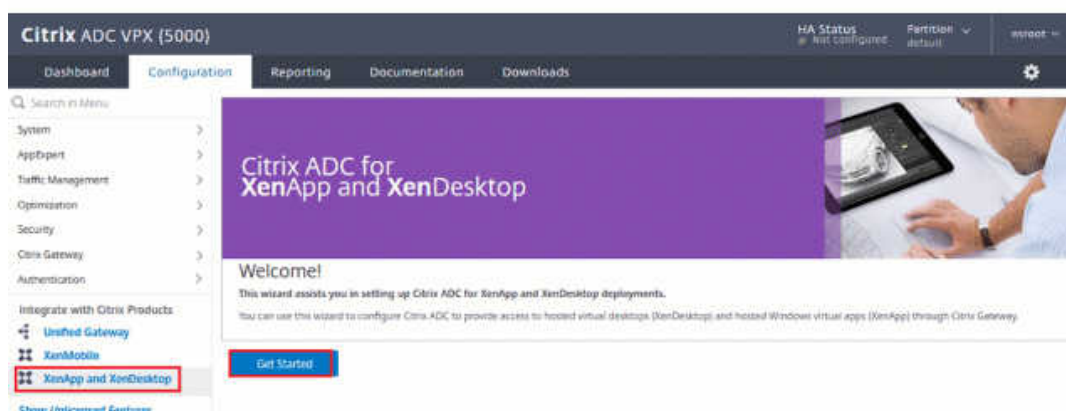 Citrix ADC VPX (5000)
HA Status
Not configured
Partition
default
nsroot
Dashboard
Configuration
Reporting
Documentation
Downloads
Search in Menu
System
AppExpert
Traffic Management
Optimization
Security
Citrix Gateway
Authentication
Integrate with Citrix Products
Unified Gateway
XenMobile
XenApp and XenDesktop
Show Unlicensed Features
Citrix ADC for
XenApp and XenDesktop
Welcome!
This wizard assists you in setting up Citrix ADC for XenApp and XenDesktop deployments.
You can use this wizard to configure Citrix ADC to provide access to hosted virtual desktops (XenDesktop) and hosted Windows virtual apps (XenApp) through Citrix Gateway.
Get Started